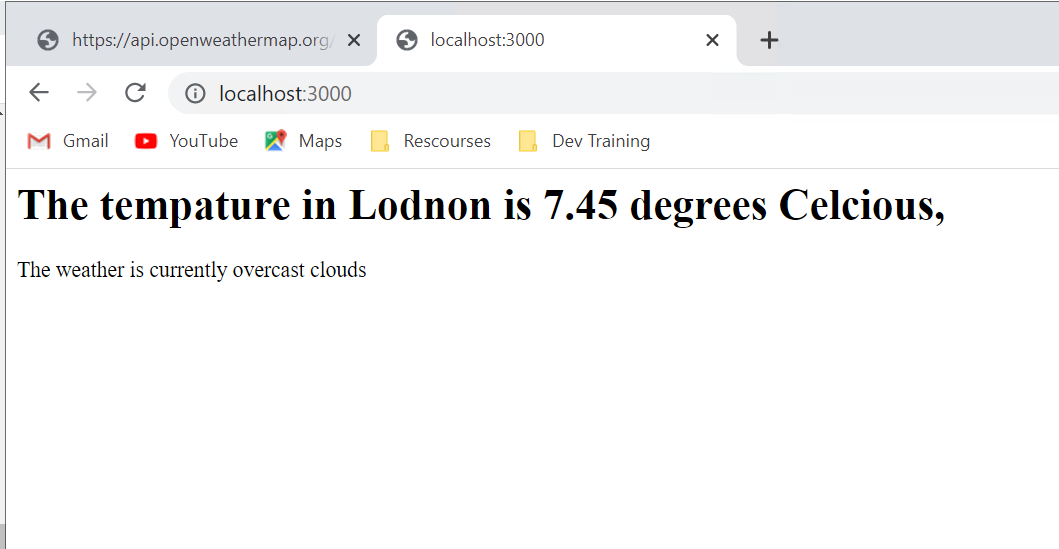 https://api.openweathermap.org/ localhost:3000
localhost:3000
Gmail YouTube Maps Rescourses Dev Training
The tempature in Lodnon is 7.45 degrees Celcious,
The weather is currently overcast clouds